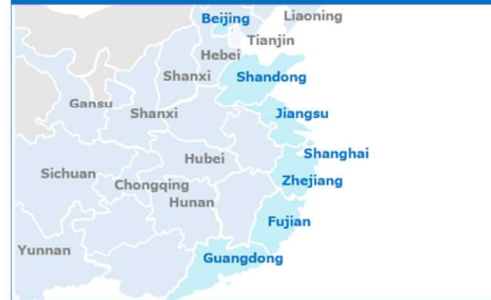 Beijing
Liaoning
Tianjin
Hebei
Shanxi
Shandong
Gansu
Shanxi
Jiangsu
Shanghai
Hubei
Sichuan
Zhejiang
Chongqing
Hunan
Fujian
Yunnan
Guangdong